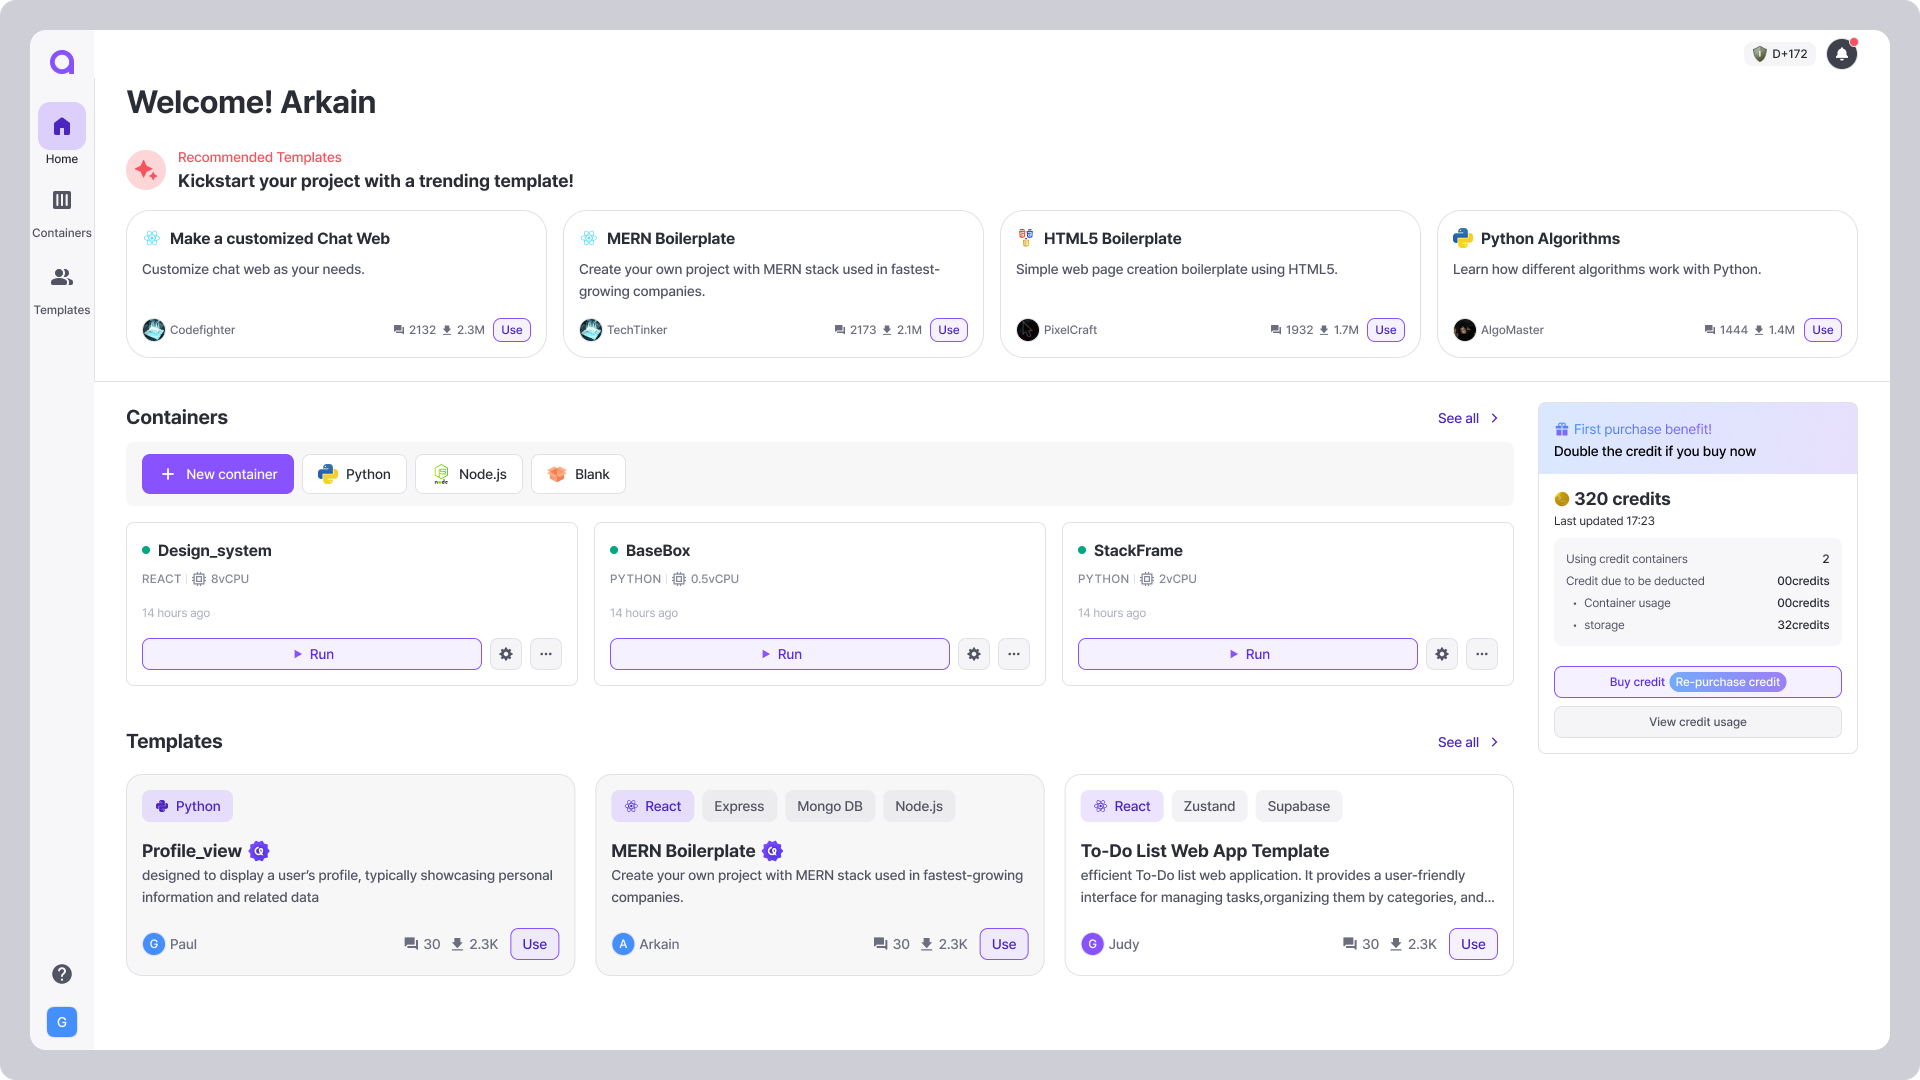 D+172
Welcome! Arkain
Home
Containers
Templates
Recommended Templates
Kickstart your project with a trending template!
Make a customized Chat Web
Customize chat web as your needs.
Codefighter 2132 2.3M Use
MERN Boilerplate
Create your own project with MERN stack used in fastest-
growing companies.
TechTinker 2173 2.1M Use
HTML5 Boilerplate
Simple web page creation boilerplate using HTML5.
PixelCraft 1932 1.7M Use
Python Algorithms
Learn how different algorithms work with Python.
AlgoMaster 1444 1.4M Use
Containers
See all
New container Python Node.js Blank
Design_system
REACT 8vCPU
14 hours ago
Run
BaseBox
PYTHON 0.5vCPU
14 hours ago
Run
StackFrame
PYTHON 2vCPU
14 hours ago
Run
First purchase benefit!
Double the credit if you buy now
320 credits
Last updated 17:23
Using credit containers 2
Credit due to be deducted 00credits
• Container usage 00credits
• storage 32credits
Buy credit Re-purchase credit
View credit usage
Templates
See all
Python
Profile_view
designed to display a user’s profile, typically showcasing personal
information and related data
G Paul 30 2.3K Use
React Express Mongo DB Node.js
MERN Boilerplate
Create your own project with MERN stack used in fastest-growing
companies.
A Arkain 30 2.3K Use
React Zustand Supabase
To-Do List Web App Template
efficient To-Do list web application. It provides a user-friendly
interface for managing tasks,organizing them by categories, and...
G Judy 30 2.3K Use
G